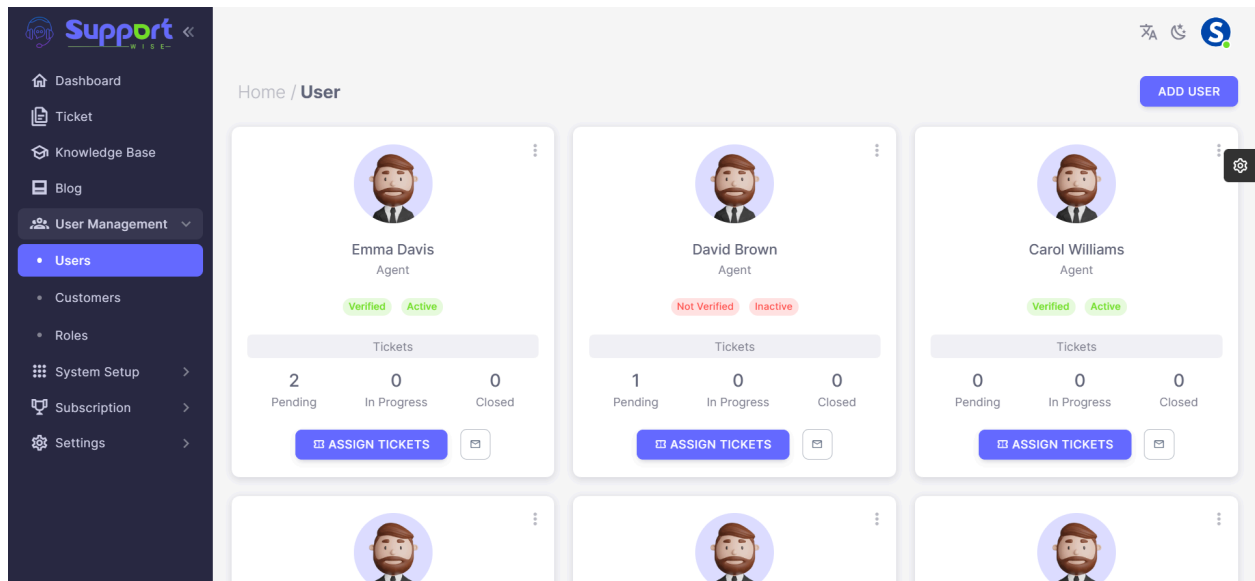 Support
WISE
Dashboard
Ticket
Knowledge Base
Blog
User Management
Users
Customers
Roles
System Setup
Subscription
Settings
Home / User
ADD USER
Emma Davis
Agent
Verified Active
Tickets
2 0 0
Pending In Progress Closed
ASSIGN TICKETS
David Brown
Agent
Not Verified Inactive
Tickets
1 0 0
Pending In Progress Closed
ASSIGN TICKETS
Carol Williams
Agent
Verified Active
Tickets
0 0 0
Pending In Progress Closed
ASSIGN TICKETS